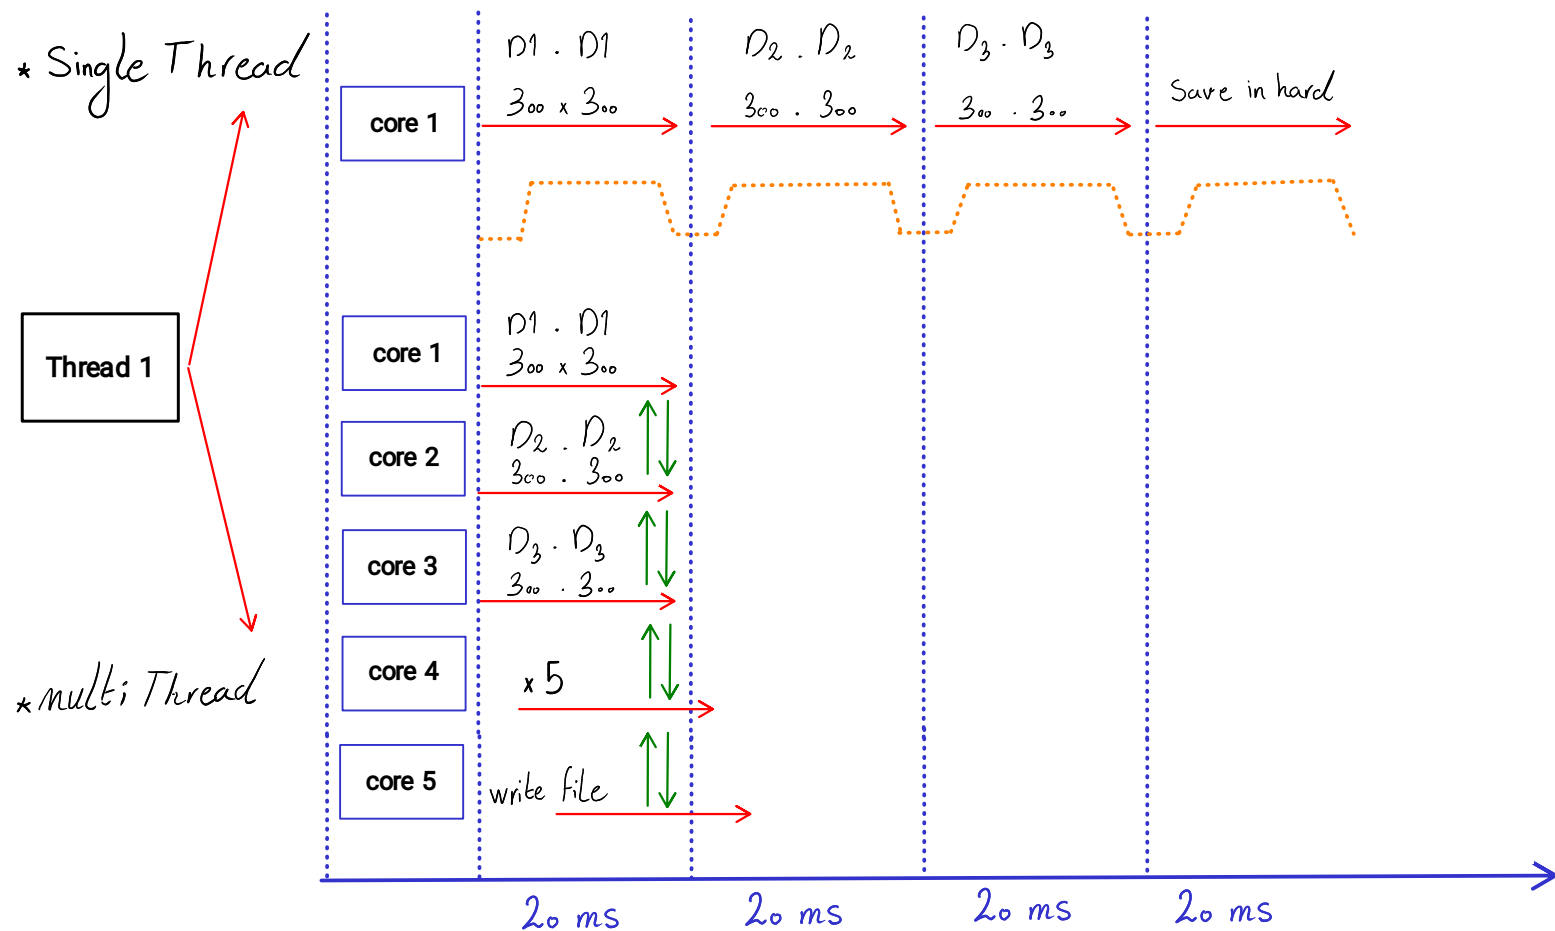 * Single Thread
core 1
D1 . D1
300 x 300
D2 . D2
300 . 300
D3 . D3
300 . 300
Save in hard
Thread 1
core 1
D1 . D1
300 x 300
core 2
D2 . D2
300 . 300
core 3
D3 . D3
300 . 300
core 4
x 5
core 5
write file
* multi Thread
20 ms
20 ms
20 ms
20 ms